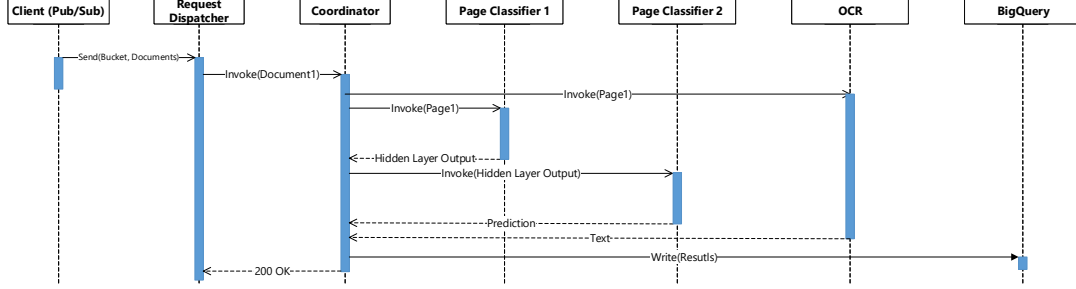 Client (Pub/Sub)
Request
Dispatcher
Coordinator
Page Classifier 1
Page Classifier 2
OCR
BigQuery
Send(Bucket, Documents)
Invoke(Document1)
Invoke(Page1)
Invoke(Page1)
Hidden Layer Output
Invoke(Hidden Layer Output)
Prediction
Text
Write(Resutls)
200 OK